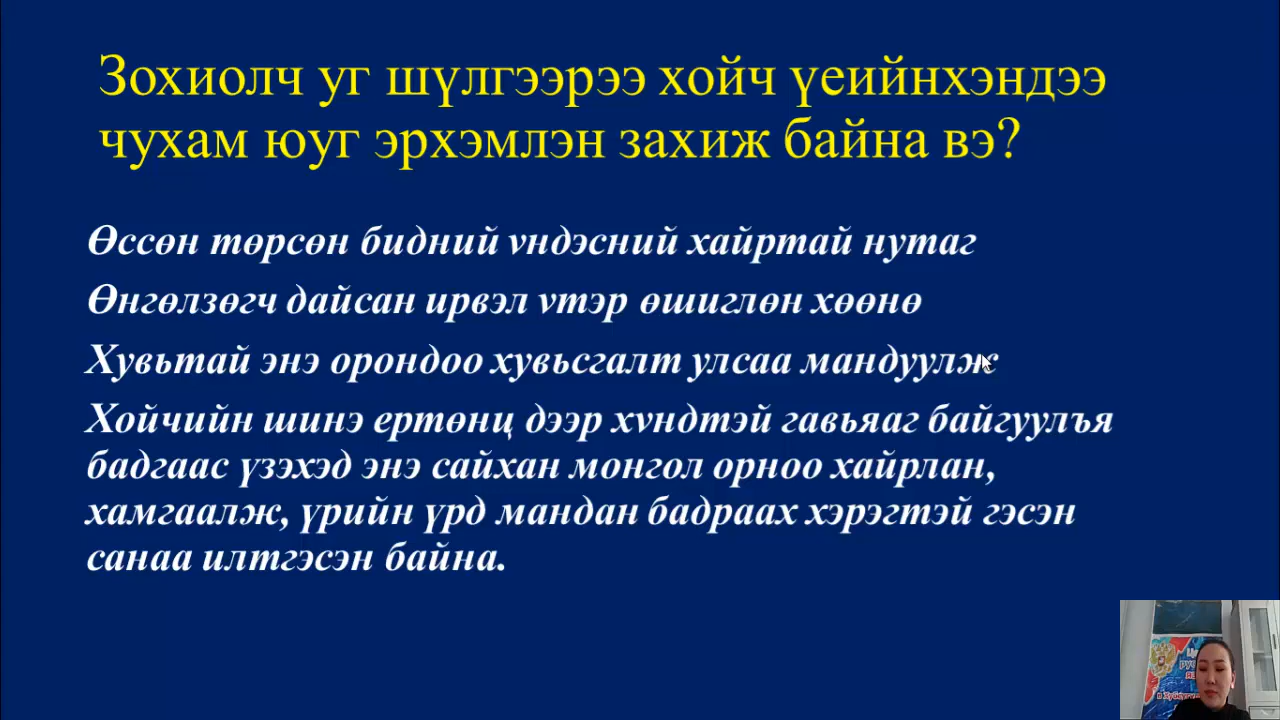 Зохиолч уг шүлгээрээ хойч үеийнхэндээ
чухам юуг эрхэмлэн захиж байна вэ?
Өссөн төрсөн бидний vндэсний хайртай нутаг
Өнгөлзөгч дайсан ирвэл vтэр өшиглөн хөөнө
Хувьтай энэ орондоо хувьсгалт улсаа мандуулж
Хойчийн шинэ ертөнц дээр хvндтэй гавьяаг байгуулъя
бадгаас үзэхэд энэ сайхан монгол орноо хайрлан,
хамгаалж, үрийн үрд мандан бадраах хэрэгтэй гэсэн
санаа илтгэсэн байна.